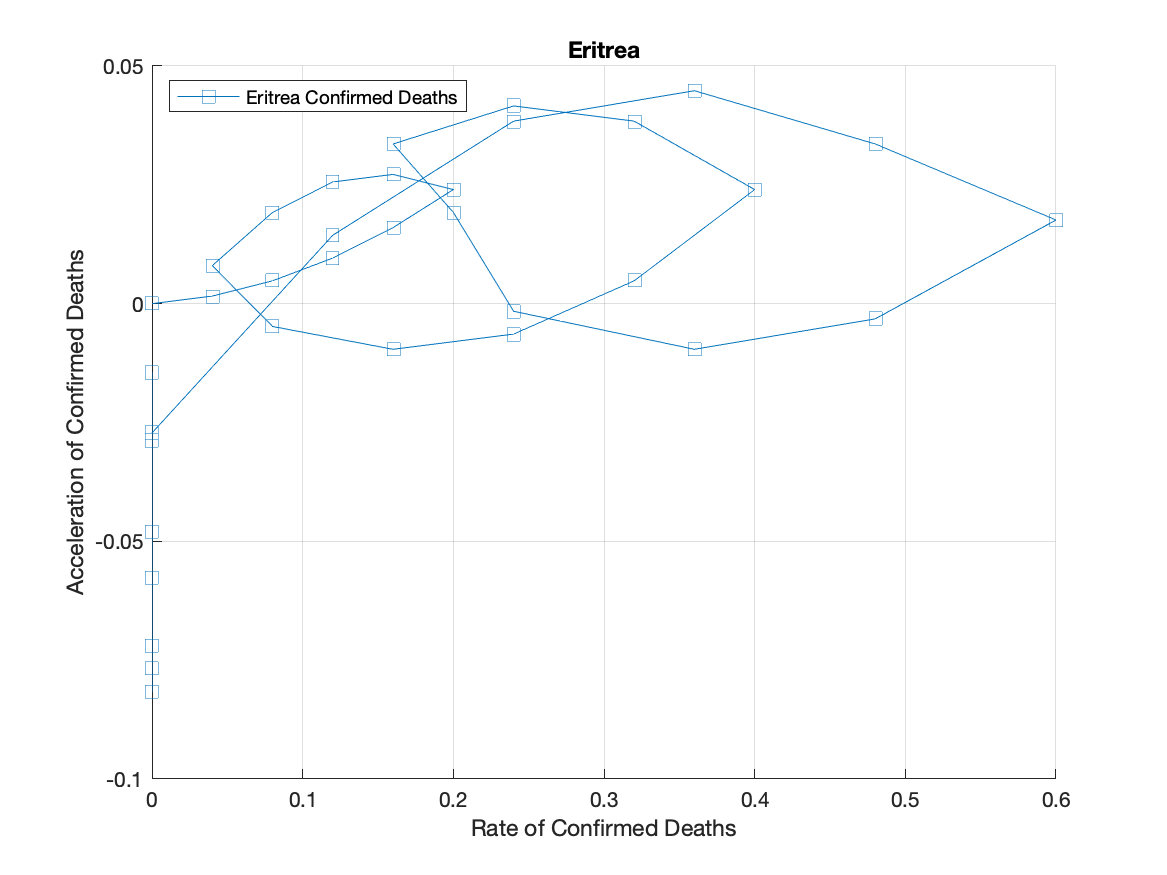 Eritrea
Eritrea Confirmed Deaths
0.05
0
-0.05
-0.1
Acceleration of Confirmed Deaths
0 0.1 0.2 0.3 0.4 0.5 0.6
Rate of Confirmed Deaths